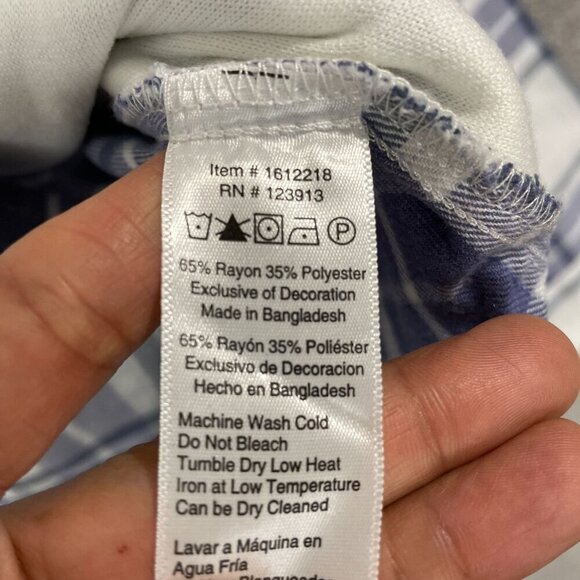 Item # 1612218
RN # 123913
P
65% Rayon 35% Polyester
Exclusive of Decoration
Made in Bangladesh
65% Rayón 35% Poliéster
Exclusivo de Decoracion
Hecho en Bangladesh
Machine Wash Cold
Do Not Bleach
Tumble Dry Low Heat
Iron at Low Temperature
Can be Dry Cleaned
Lavar a Máquina en
Agua Fría